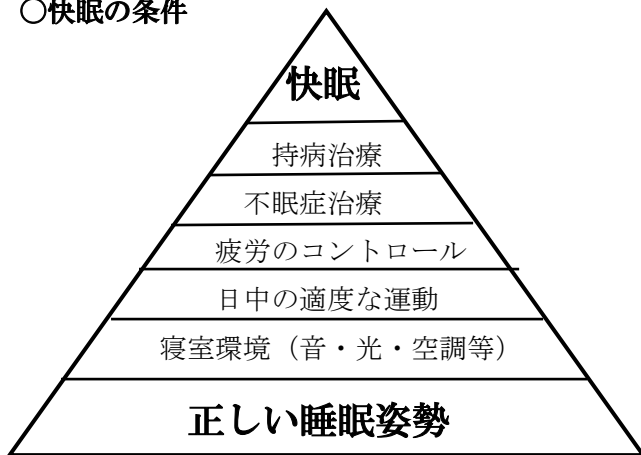 ○快眠の条件
快眠
持病治療
不眠症治療
疲労のコントロール
日中の適度な運動
寝室環境（音・光・空調等）
正しい睡眠姿勢